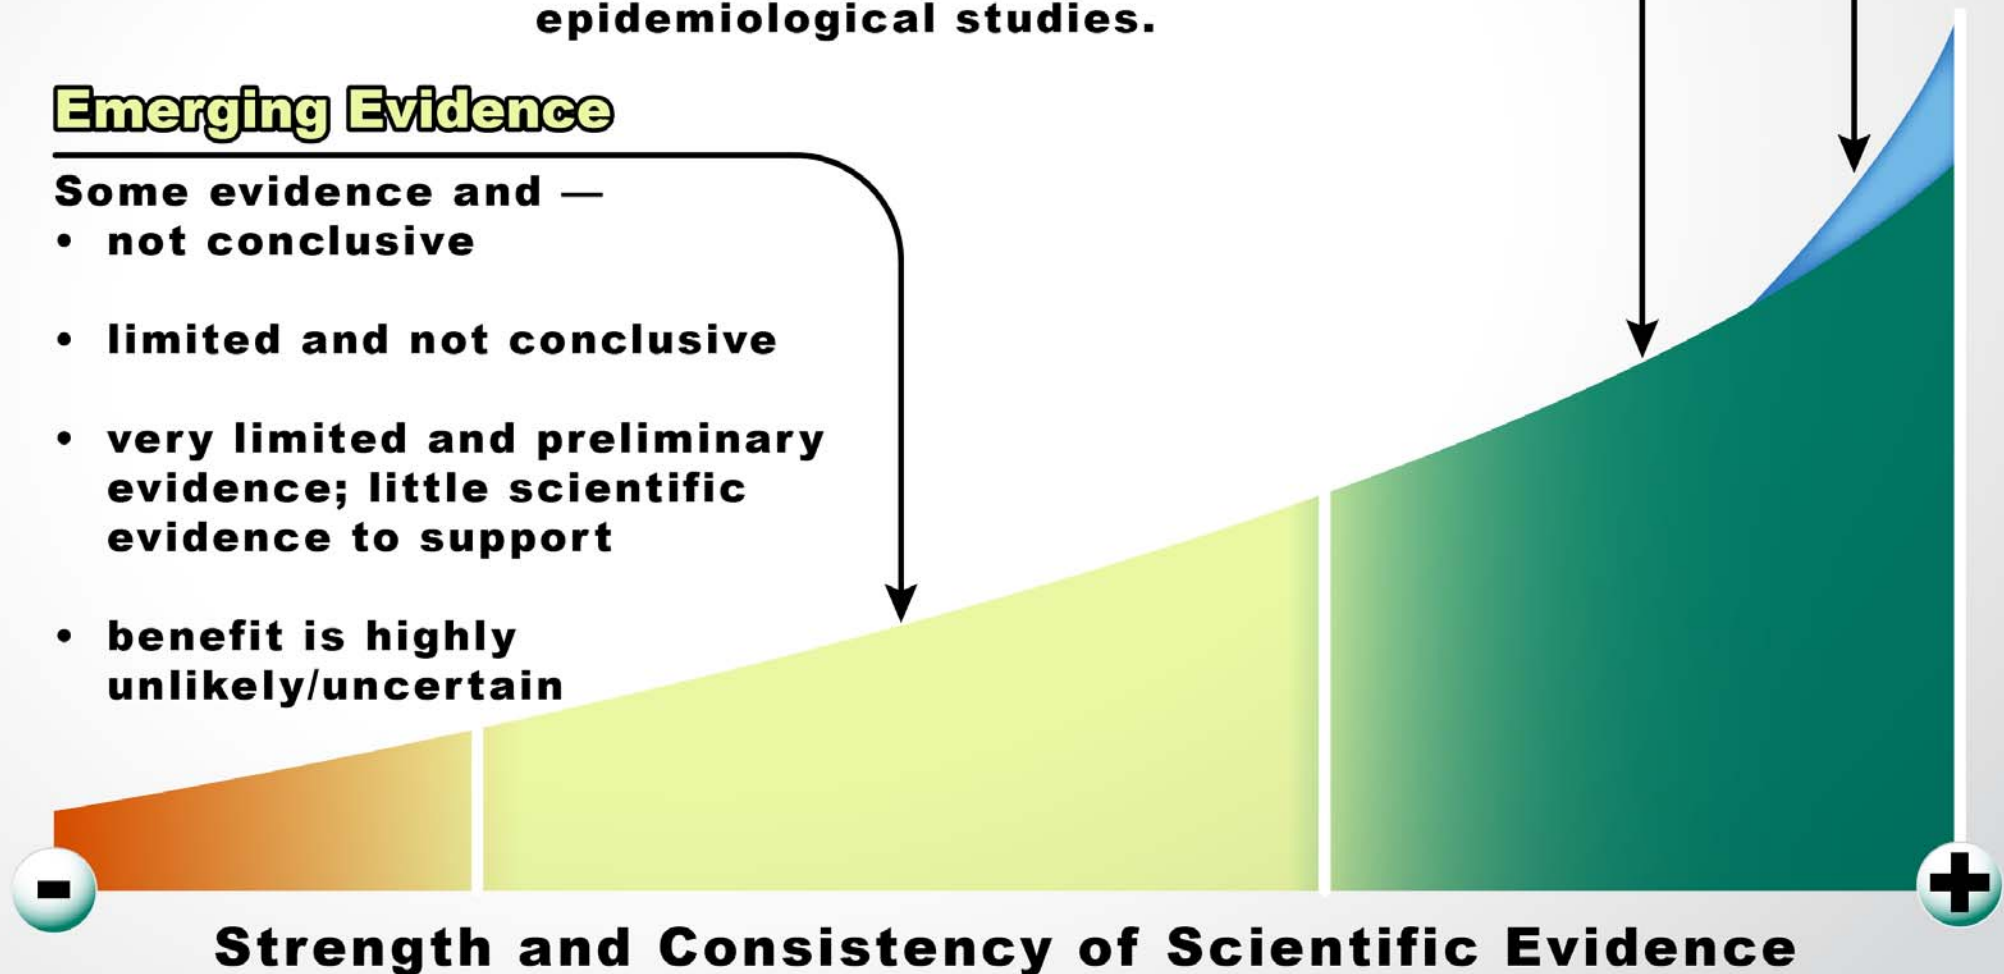 epidemiological studies.
Emerging Evidence
Some evidence and —
• not conclusive
• limited and not conclusive
• very limited and preliminary
evidence; little scientific
evidence to support
• benefit is highly
unlikely/uncertain
-
+
Strength and Consistency of Scientific Evidence